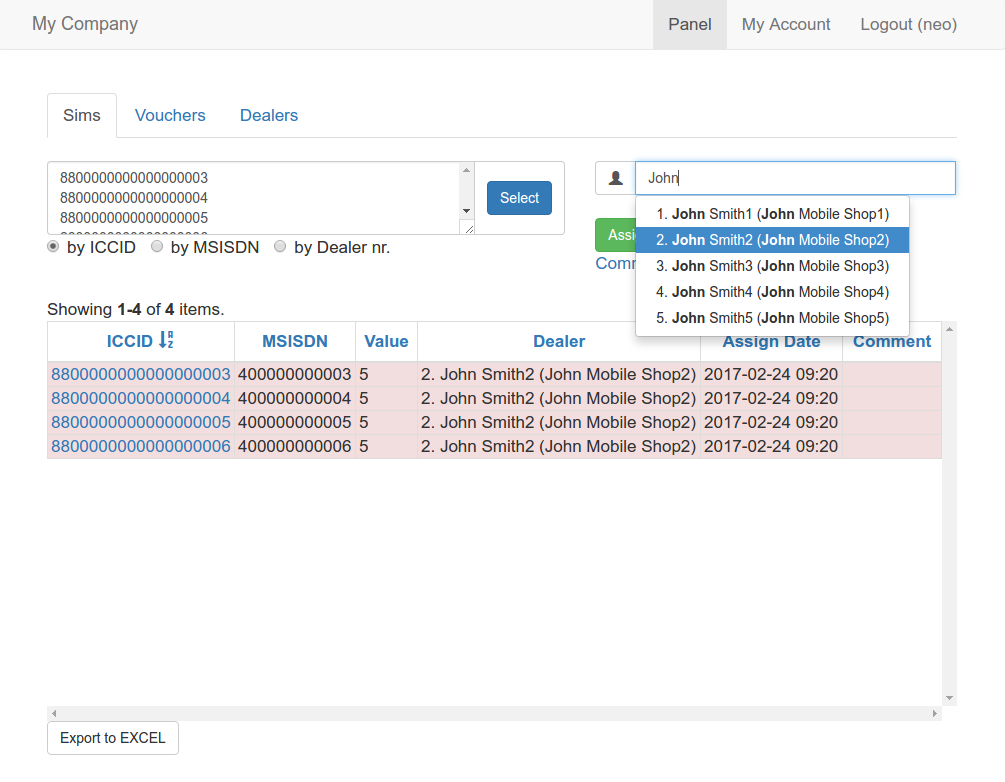 My Company Panel My Account Logout (neo)
Sims Vouchers Dealers
8800000000000000003
8800000000000000004
8800000000000000005
Select
by ICCID by MSISDN by Dealer nr.
John
1. John Smith1 (John Mobile Shop1)
2. John Smith2 (John Mobile Shop2)
3. John Smith3 (John Mobile Shop3)
4. John Smith4 (John Mobile Shop4)
5. John Smith5 (John Mobile Shop5)
Showing 1-4 of 4 items.
ICCID MSISDN Value Dealer Assign Date Comment
8800000000000000003 400000000003 5 2. John Smith2 (John Mobile Shop2) 2017-02-24 09:20
8800000000000000004 400000000004 5 2. John Smith2 (John Mobile Shop2) 2017-02-24 09:20
8800000000000000005 400000000005 5 2. John Smith2 (John Mobile Shop2) 2017-02-24 09:20
8800000000000000006 400000000006 5 2. John Smith2 (John Mobile Shop2) 2017-02-24 09:20
Export to EXCEL